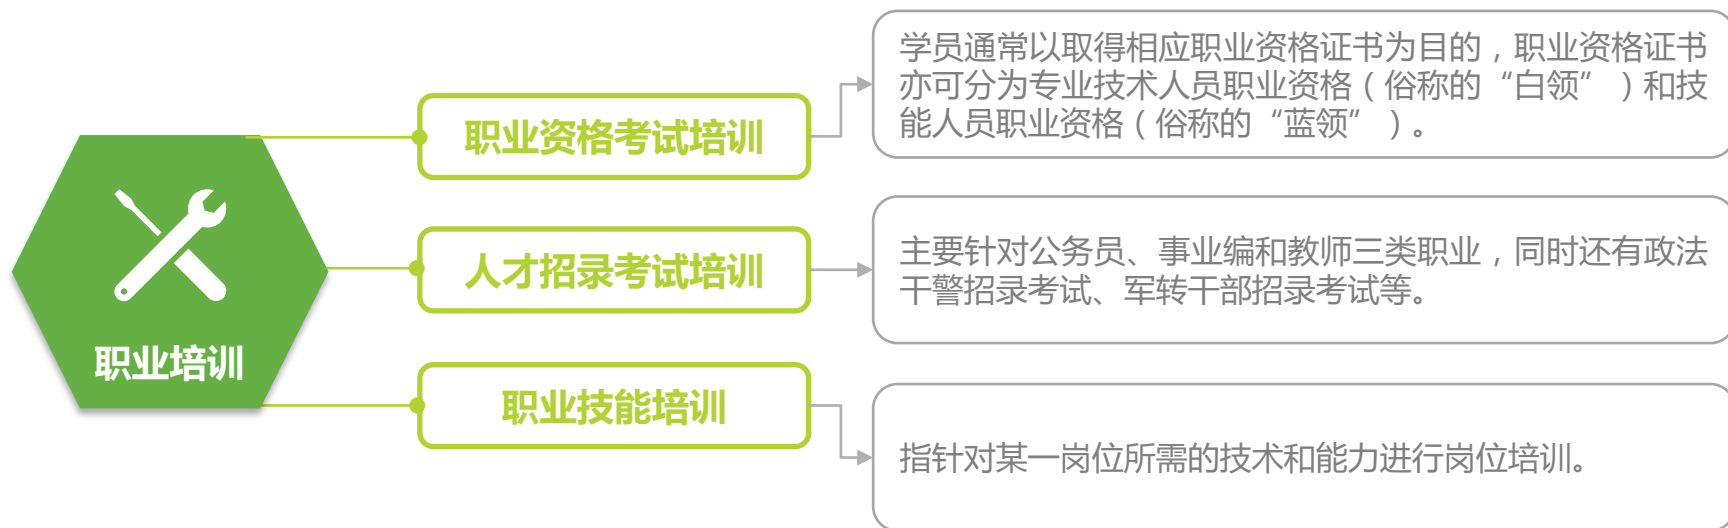 职业培训
职业资格考试培训
学员通常以取得相应职业资格证书为目的，职业资格证书
亦可分为专业技术人员职业资格（俗称的“白领”）和技
能人员职业资格（俗称的“蓝领”）。
人才招录考试培训
主要针对公务员、事业编和教师三类职业，同时还有政法
干警招录考试、军转干部招录考试等。
职业技能培训
指针对某一岗位所需的技术和能力进行岗位培训。